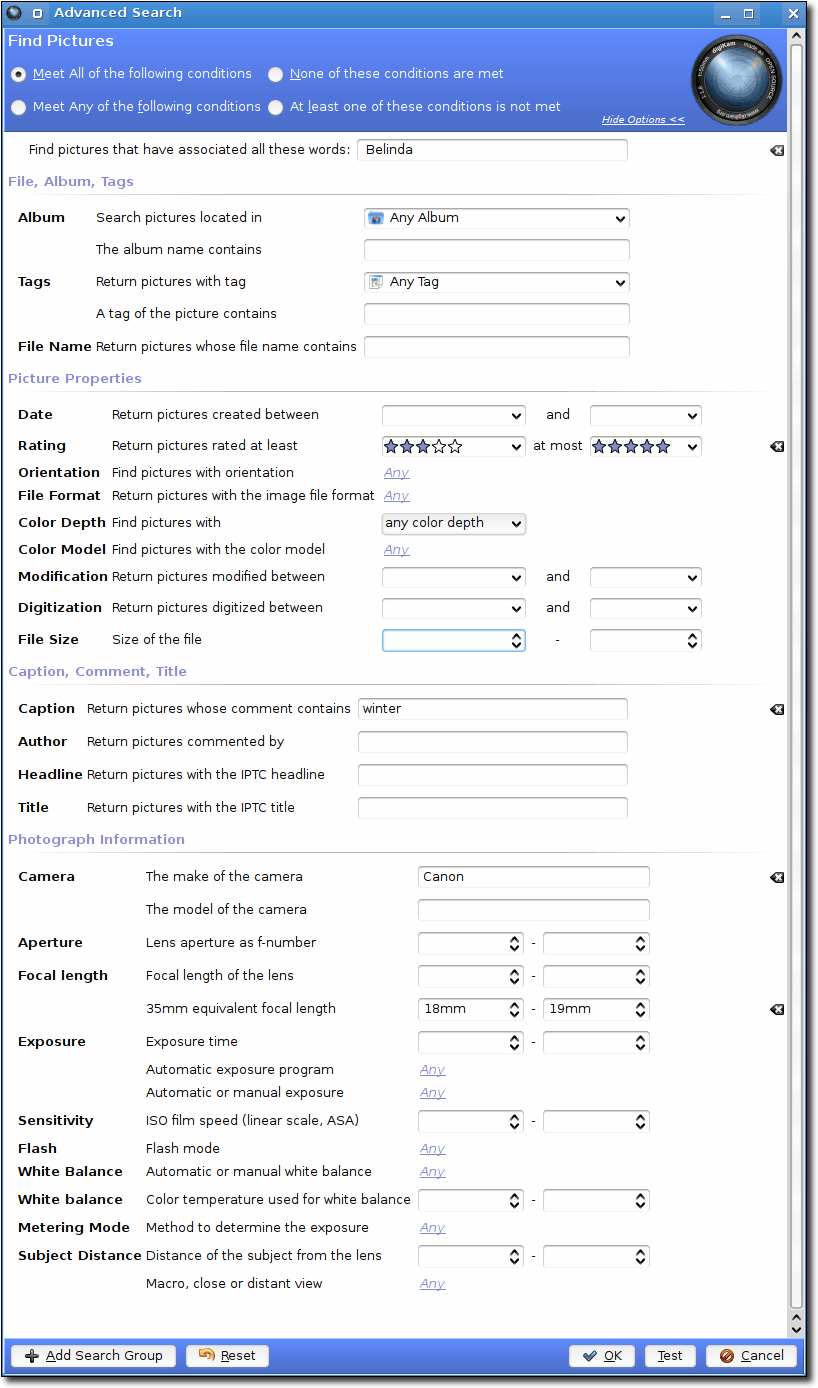 Advanced Search
Find Pictures
Meet All of the following conditions None of these conditions are met
Meet Any of the following conditions At least one of these conditions is not met
Hide Options <<
Find pictures that have associated all these words: Belinda
File, Album, Tags
Album Search pictures located in Any Album
The album name contains
Tags Return pictures with tag Any Tag
A tag of the picture contains
File Name Return pictures whose file name contains
Picture Properties
Date Return pictures created between and
Rating Return pictures rated at least at most
Orientation Find pictures with orientation Any
File Format Return pictures with the image file format Any
Color Depth Find pictures with any color depth
Color Model Find pictures with the color model Any
Modification Return pictures modified between and
Digitization Return pictures digitized between and
File Size Size of the file -
Caption, Comment, Title
Caption Return pictures whose comment contains winter
Author Return pictures commented by
Headline Return pictures with the IPTC headline
Title Return pictures with the IPTC title
Photograph Information
Camera The make of the camera Canon
The model of the camera
Aperture Lens aperture as f-number -
Focal length Focal length of the lens -
35mm equivalent focal length 18mm - 19mm
Exposure Exposure time -
Automatic exposure program Any
Automatic or manual exposure Any
Sensitivity ISO film speed (linear scale, ASA) -
Flash Flash mode Any
White Balance Automatic or manual white balance Any
White balance Color temperature used for white balance -
Metering Mode Method to determine the exposure Any
Subject Distance Distance of the subject from the lens -
Macro, close or distant view Any
Add Search Group Reset OK Test Cancel